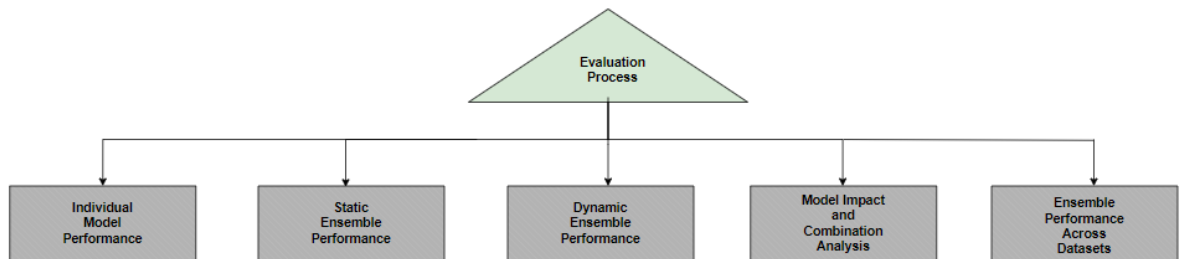 Evaluation
Process
Individual
Model
Performance
Static
Ensemble
Performance
Dynamic
Ensemble
Performance
Model Impact
and
Combination
Analysis
Ensemble
Performance
Across
Datasets